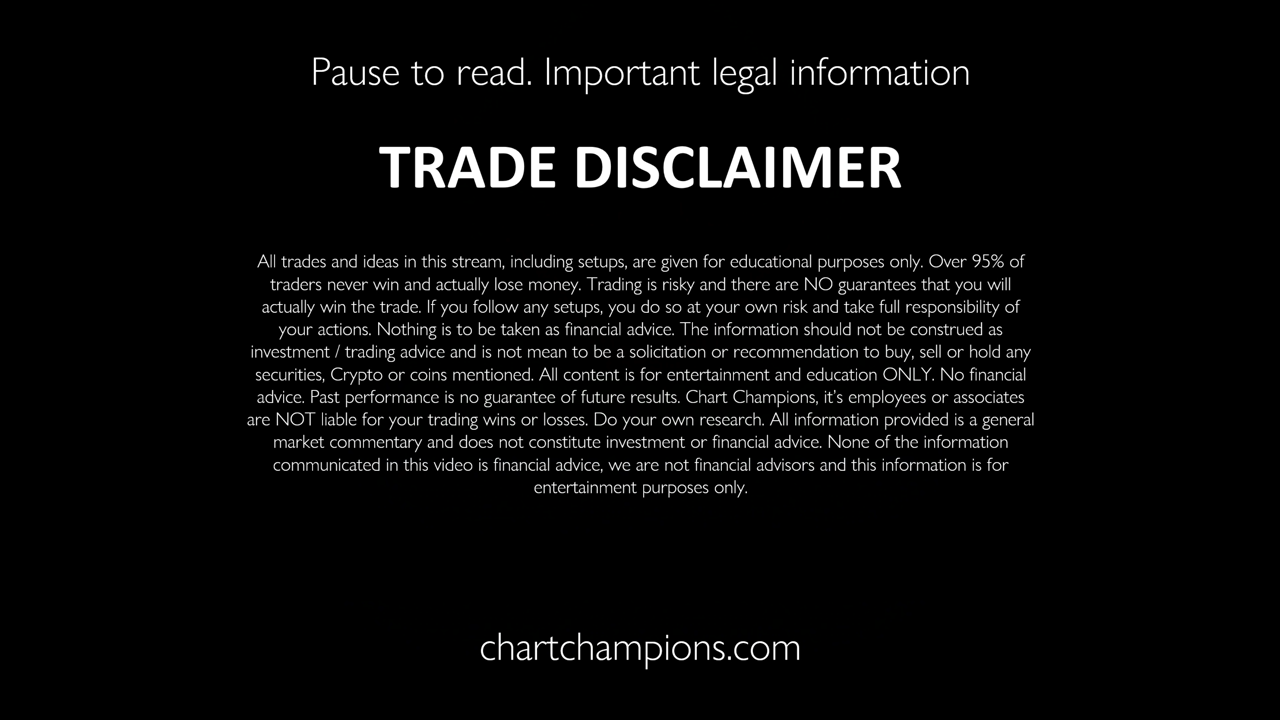 Pause to read. Important legal information
TRADE DISCLAIMER
All trades and ideas in this stream, including setups, are given for educational purposes only. Over 95% of
traders never win and actually lose money. Trading is risky and there are NO guarantees that you will
actually win the trade. If you follow any setups, you do so at your own risk and take full responsibility of
your actions. Nothing is to be taken as financial advice. The information should not be construed as
investment / trading advice and is not mean to be a solicitation or recommendation to buy, sell or hold any
securities, Crypto or coins mentioned. All content is for entertainment and education ONLY. No financial
advice. Past performance is no guarantee of future results. Chart Champions, it's employees or associates
are NOT liable for your trading wins or losses. Do your own research. All information provided is a general
market commentary and does not constitute investment or financial advice. None of the information
communicated in this video is financial advice, we are not financial advisors and this information is for
entertainment purposes only.
chartchampions.com